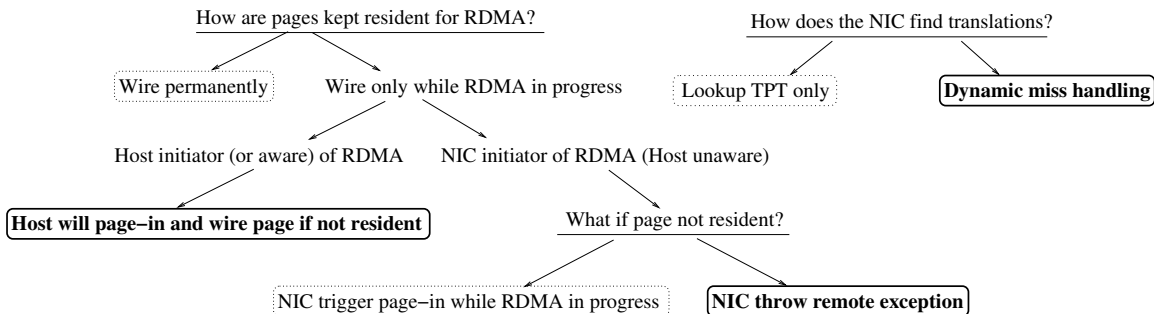 How are pages kept resident for RDMA?
How does the NIC find translations?
Wire permanently
Wire only while RDMA in progress
Lookup TPT only
Dynamic miss handling
Host initiator (or aware) of RDMA
NIC initiator of RDMA (Host unaware)
Host will page−in and wire page if not resident
What if page not resident?
NIC trigger page−in while RDMA in progress
NIC throw remote exception